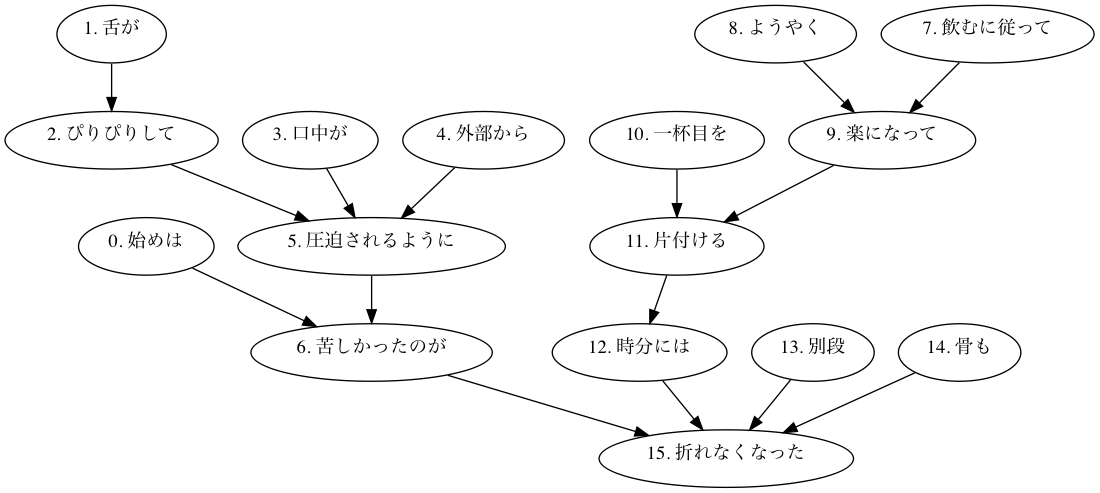 1. 舌が
8. ようやく
7. 飲むに従って
2. ぴりぴりして
3. 口中が
4. 外部から
10. 一杯目を
9. 楽になって
0. 始めは
5. 圧迫されるように
11. 片付ける
6. 苦しかったのが
12. 時分には
13. 別段
14. 骨も
15. 折れなくなった